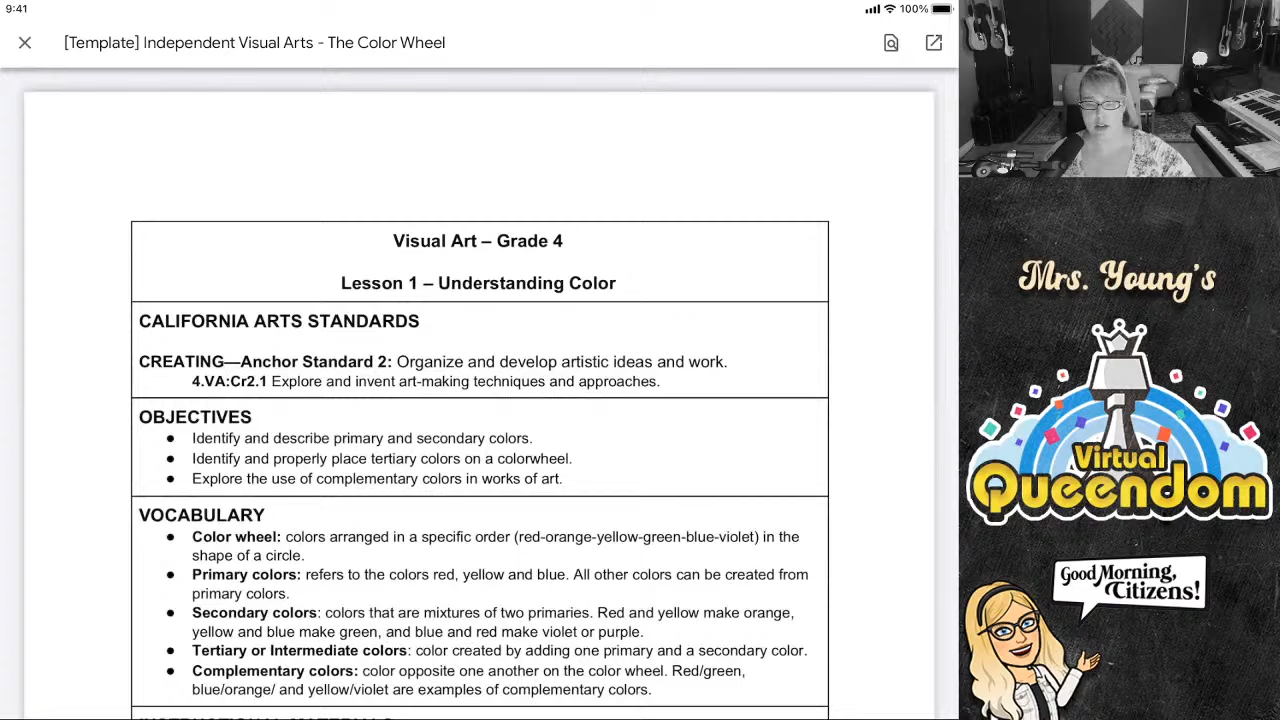 9:41
100%
[Template] Independent Visual Arts - The Color Wheel
Visual Art – Grade 4
Lesson 1 – Understanding Color
CALIFORNIA ARTS STANDARDS
CREATING—Anchor Standard 2: Organize and develop artistic ideas and work.
4.VA:Cr2.1 Explore and invent art-making techniques and approaches.
OBJECTIVES
● Identify and describe primary and secondary colors.
● Identify and properly place tertiary colors on a colorwheel.
● Explore the use of complementary colors in works of art.
VOCABULARY
● Color wheel: colors arranged in a specific order (red-orange-yellow-green-blue-violet) in the
shape of a circle.
● Primary colors: refers to the colors red, yellow and blue. All other colors can be created from
primary colors.
● Secondary colors: colors that are mixtures of two primaries. Red and yellow make orange,
yellow and blue make green, and blue and red make violet or purple.
● Tertiary or Intermediate colors: color created by adding one primary and a secondary color.
● Complementary colors: color opposite one another on the color wheel. Red/green,
blue/orange/ and yellow/violet are examples of complementary colors.
Mrs. Young's
Virtual
Queendom
Good Morning,
Citizens!